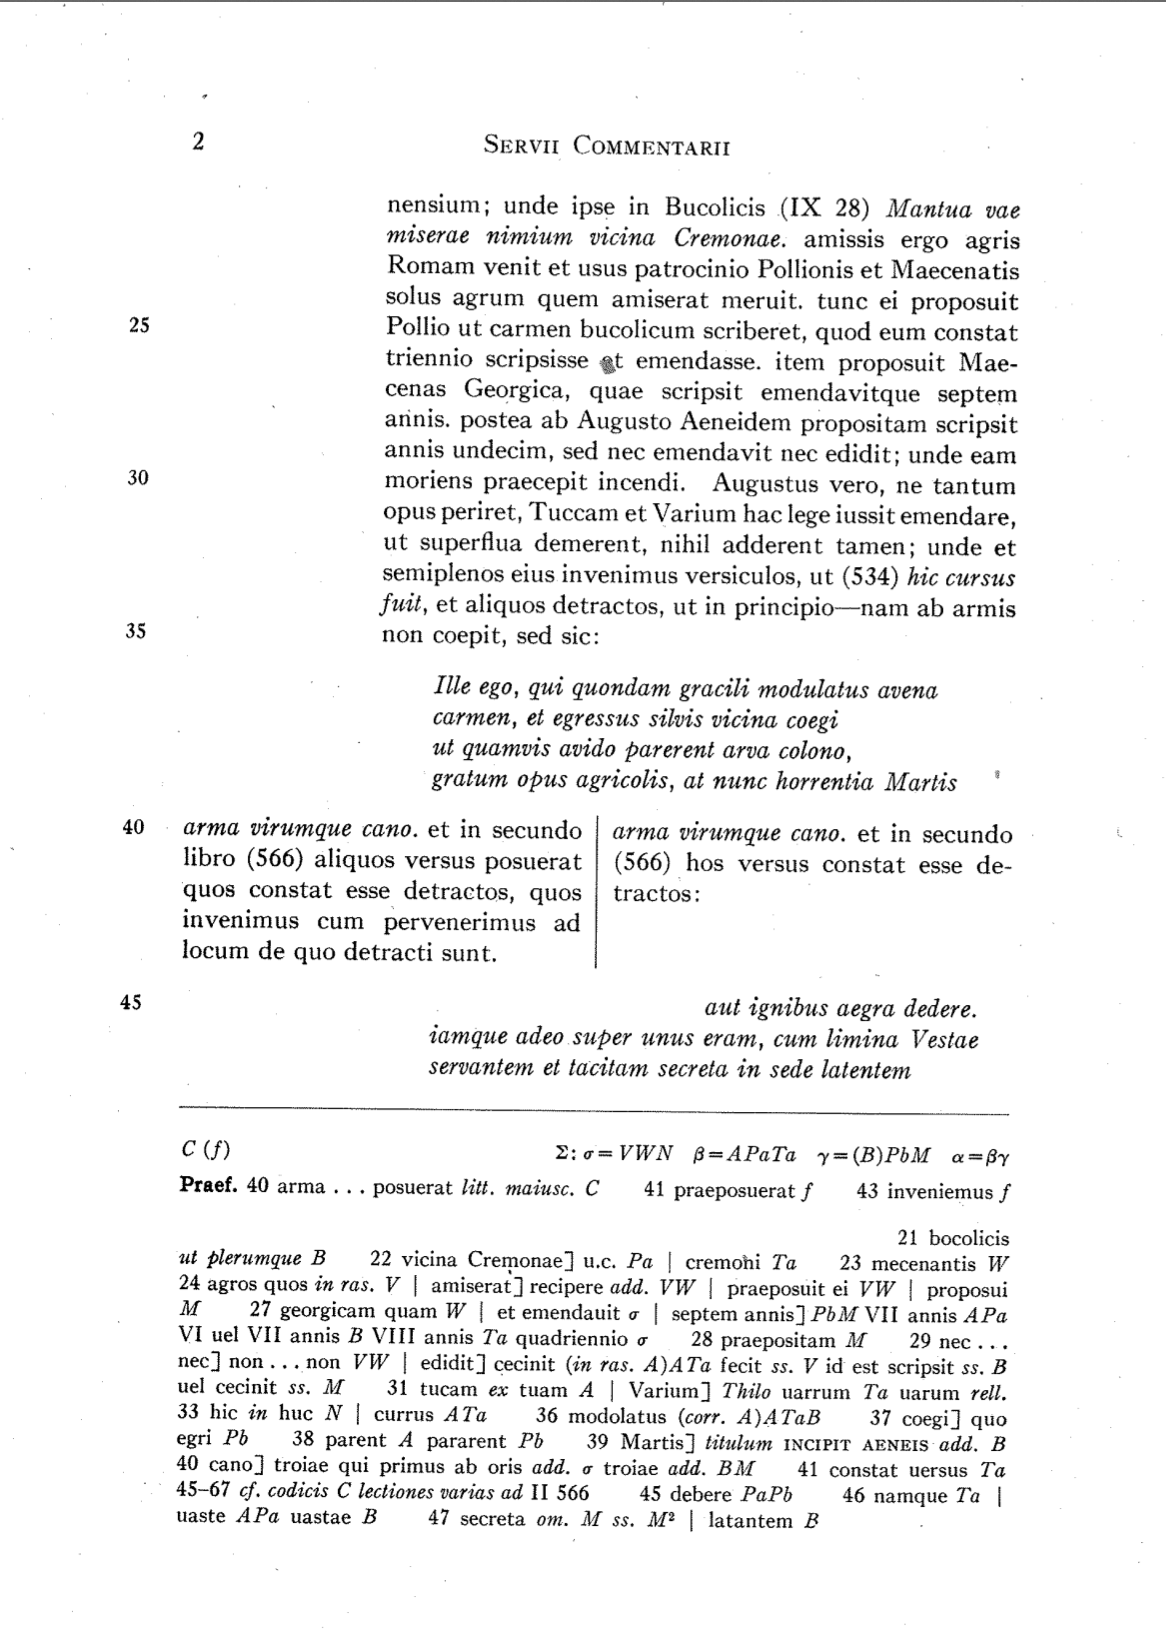 2 SERVII COMMENTARII
nensium; unde ipse in Bucolicis (IX 28) Mantua vae
miserae nimium vicina Cremonae. amissis ergo agris
Romam venit et usus patrocinio Pollionis et Maecenatis
solus agrum quem amiserat meruit. tunc ei proposuit
25 Pollio ut carmen bucolicum scriberet, quod eum constat
triennio scripsisse et emendasse. item proposuit Mae-
cenas Georgica, quae scripsit emendavitque septem
annis. postea ab Augusto Aeneidem propositam scripsit
annis undecim, sed nec emendavit nec edidit; unde eam
30 moriens praecepit incendi. Augustus vero, ne tantum
opus periret, Tuccam et Varium hac lege iussit emendare,
ut superflua demerent, nihil adderent tamen; unde et
semiplenos eius invenimus versiculos, ut (534) hic cursus
fuit, et aliquos detractos, ut in principio—nam ab armis
35 non coepit, sed sic:
Ille ego, qui quondam gracili modulatus avena
carmen, et egressus silvis vicina coegi
ut quamvis avido parerent arva colono,
gratum opus agricolis, at nunc horrentia Martis
40 arma virumque cano. et in secundo
libro (566) aliquos versus posuerat
quos constat esse detractos, quos
invenimus cum pervenerimus ad
locum de quo detracti sunt.
arma virumque cano. et in secundo
(566) hos versus constat esse de-
tractos:
45 aut ignibus aegra dedere.
iamque adeo super unus eram, cum limina Vestae
servantem et tacitam secreta in sede latentem
C (f) Σ: σ=VWN β=APaTa γ=(B)PbM α=βγ
Praef. 40 arma . . . posuerat litt. maiusc. C 41 praeposuerat f 43 inveniemus f
21 bocolicis
ut plerumque B 22 vicina Cremonae] u.c. Pa | cremoni Ta 23 mecenantis W
24 agros quos in ras. V | amiserat] recipere add. VW | praeposuit ei VW | proposui
M 27 georgicam quam W | et emendauit σ | septem annis] PbM VII annis APa
VI uel VII annis B VIII annis Ta quadriennio σ 28 praepositam M 29 nec . . .
nec] non . . . non VW | edidit] cecinit (in ras. A)ATa fecit ss. V id est scripsit ss. B
uel cecinit ss. M 31 tucam ex tuam A | Varium] Thilo uarrum Ta uarum rell.
33 hic in huc N | currus ATa 36 modolatus (corr. A)ATaB 37 coegi] quo
egri Pb 38 parent A pararent Pb 39 Martis] titulum INCIPIT AENEIS add. B
40 cano] troiae qui primus ab oris add. σ troiae add. BM 41 constat uersus Ta
45–67 cf. codicis C lectiones varias ad II 566 45 debere PaPb 46 namque Ta |
uaste APa uastae B 47 secreta om. M ss. M² | latantem B